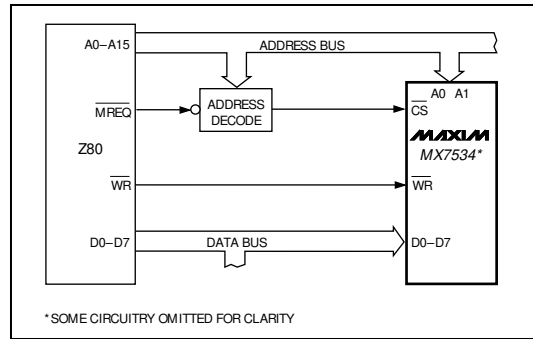 A0–A15
ADDRESS BUS
A0 A1
MREQ
ADDRESS
DECODE
CS
MAXIM
MX7534*
Z80
WR
WR
D0–D7
DATA BUS
D0–D7
*SOME CIRCUITRY OMITTED FOR CLARITY